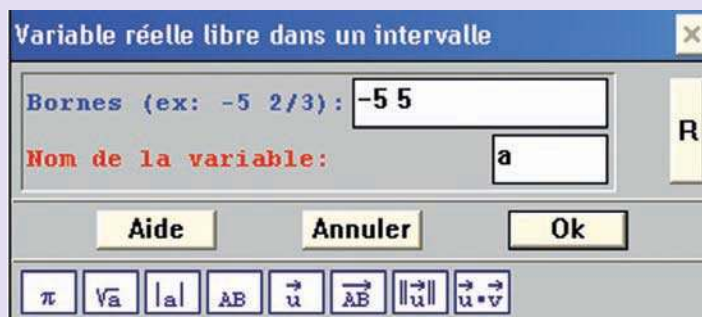 Variable réelle libre dans un intervalle
Bornes (ex: -5 2/3): -5 5
Nom de la variable: a
R
Aide Annuler Ok
π √a |a| AB u⃗ AB⃗ ||u⃗|| u⃗•v⃗